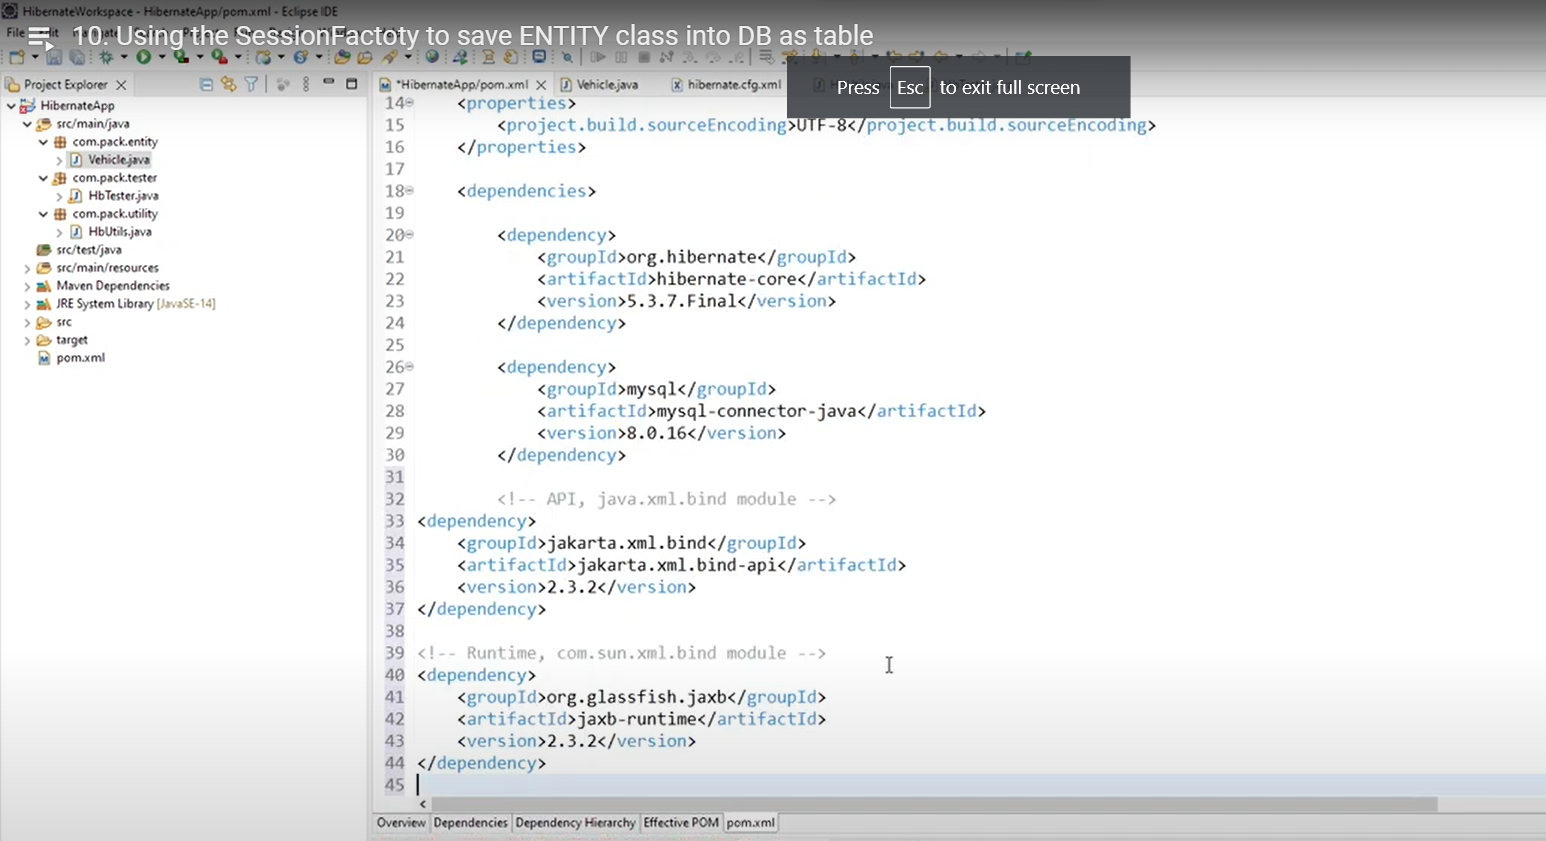 HibernateWorkspace - HibernateApp/pom.xml - Eclipse IDE
File
10. Using the SessionFactoty to save ENTITY class into DB as table
Press Esc to exit full screen
Project Explorer
*HibernateApp/pom.xml
Vehicle.java
hibernate.cfg.xml
HibernateApp
src/main/java
com.pack.entity
Vehicle.java
com.pack.tester
HbTester.java
com.pack.utility
HbUtils.java
src/test/java
src/main/resources
Maven Dependencies
JRE System Library [JavaSE-14]
src
target
pom.xml
14 <properties>
15 <project.build.sourceEncoding>UTF-8</project.build.sourceEncoding>
16 </properties>
17
18 <dependencies>
19
20 <dependency>
21 <groupId>org.hibernate</groupId>
22 <artifactId>hibernate-core</artifactId>
23 <version>5.3.7.Final</version>
24 </dependency>
25
26 <dependency>
27 <groupId>mysql</groupId>
28 <artifactId>mysql-connector-java</artifactId>
29 <version>8.0.16</version>
30 </dependency>
31
32 <!-- API, java.xml.bind module -->
33 <dependency>
34 <groupId>jakarta.xml.bind</groupId>
35 <artifactId>jakarta.xml.bind-api</artifactId>
36 <version>2.3.2</version>
37 </dependency>
38
39 <!-- Runtime, com.sun.xml.bind module -->
40 <dependency>
41 <groupId>org.glassfish.jaxb</groupId>
42 <artifactId>jaxb-runtime</artifactId>
43 <version>2.3.2</version>
44 </dependency>
45
Overview
Dependencies
Dependency Hierarchy
Effective POM
pom.xml